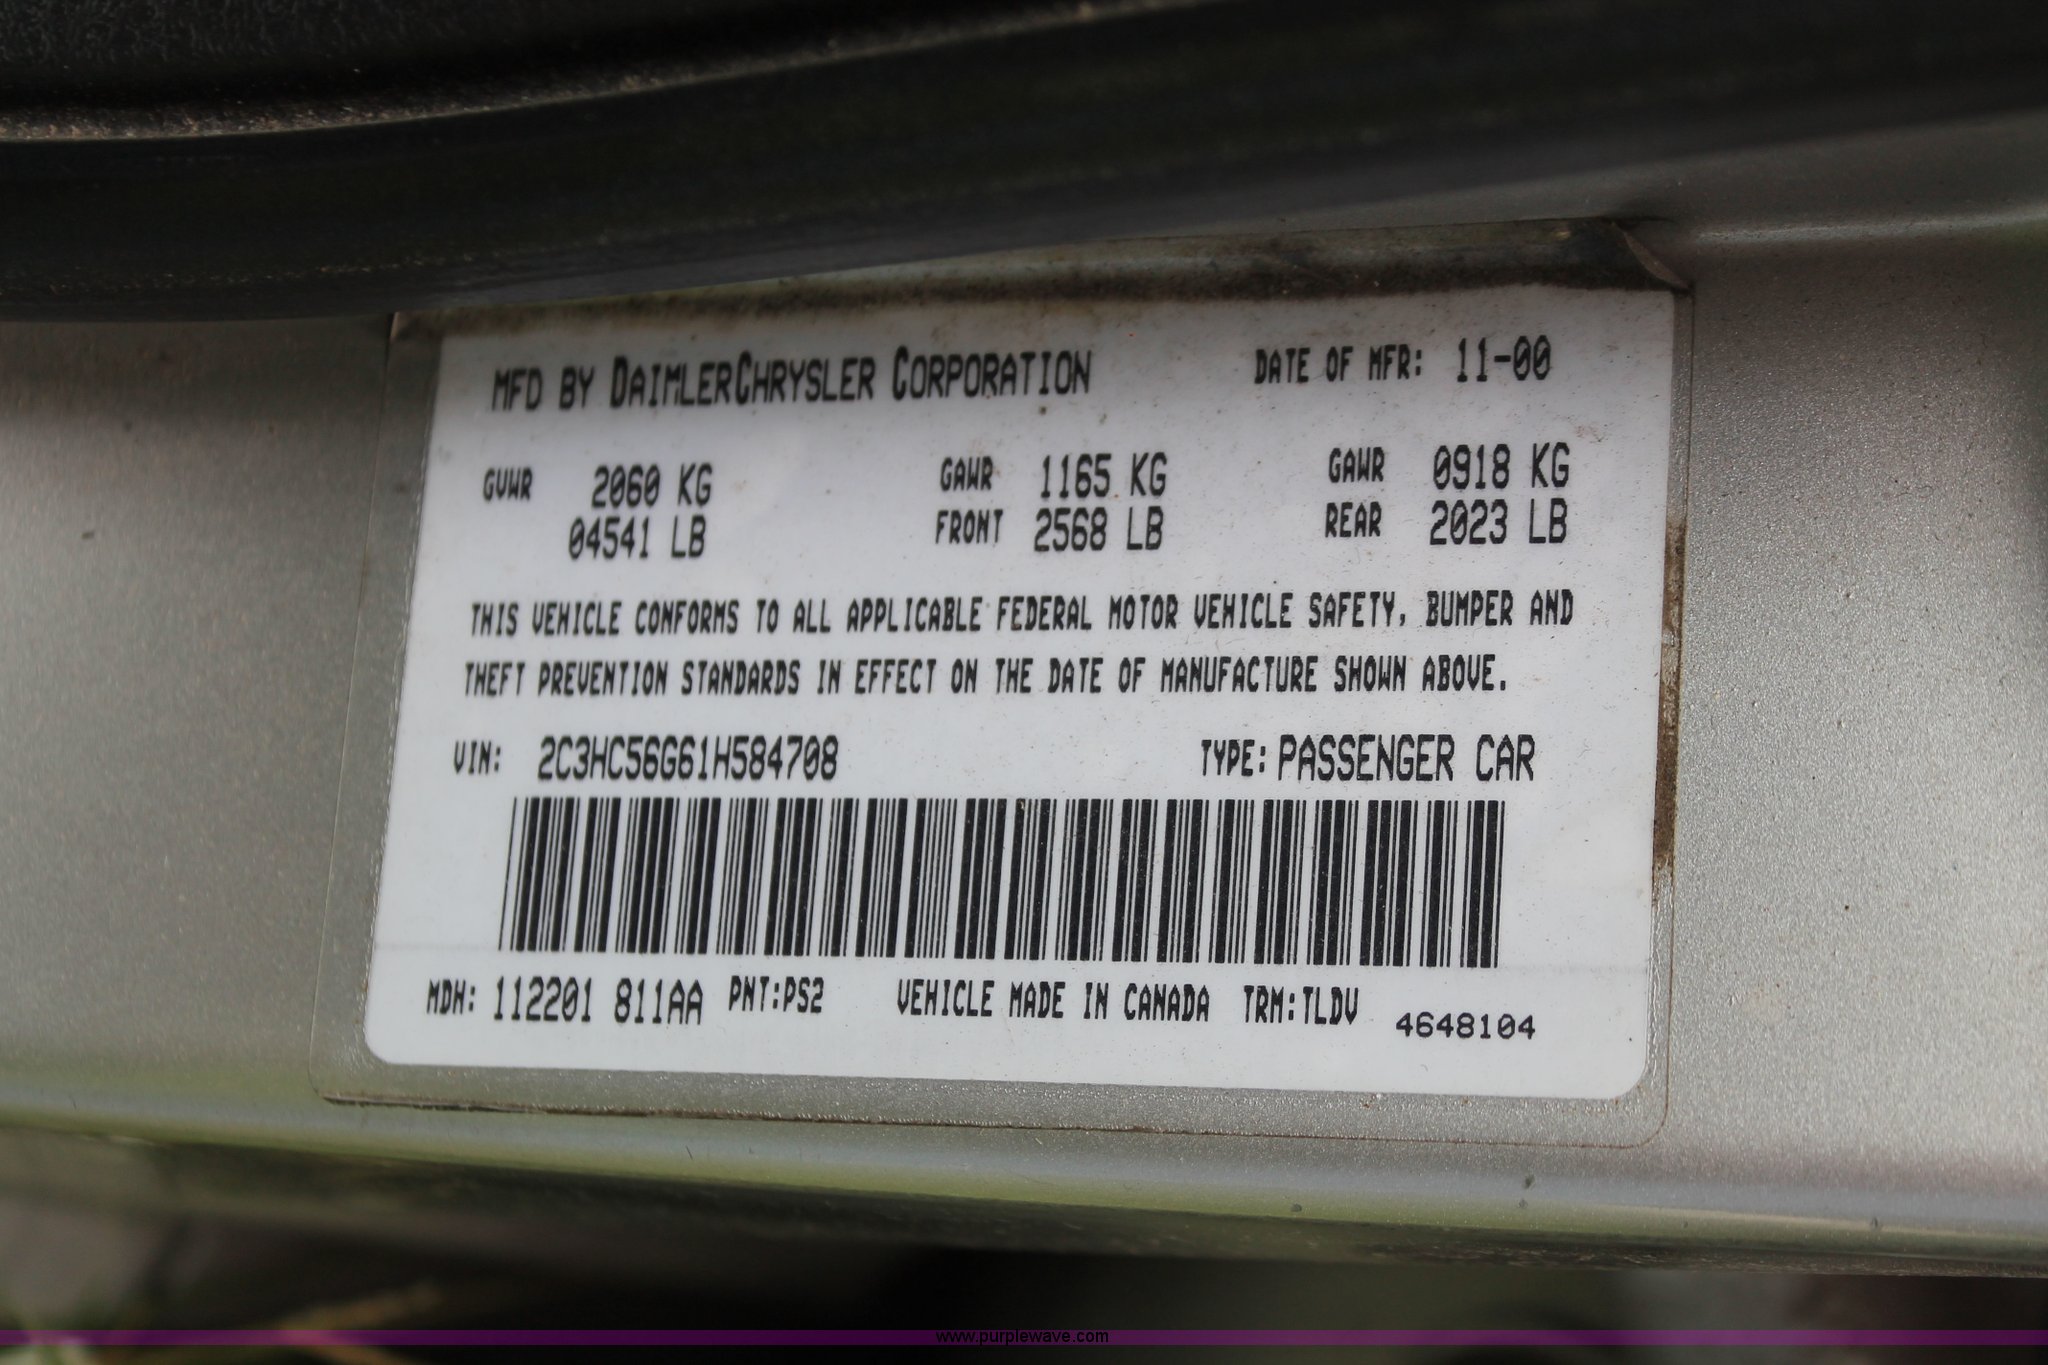 MFD BY DAIMLERCHRYSLER CORPORATION DATE OF MFR: 11-00
GVWR 2060 KG GAWR 1165 KG GAWR 0918 KG
04541 LB FRONT 2568 LB REAR 2023 LB
THIS VEHICLE CONFORMS TO ALL APPLICABLE FEDERAL MOTOR VEHICLE SAFETY, BUMPER AND
THEFT PREVENTION STANDARDS IN EFFECT ON THE DATE OF MANUFACTURE SHOWN ABOVE.
VIN: 2C3HC56G61H584708 TYPE: PASSENGER CAR
MDH: 112201 811AA PNT:PS2 VEHICLE MADE IN CANADA TRM:TLDV 4648104
www.purplewave.com